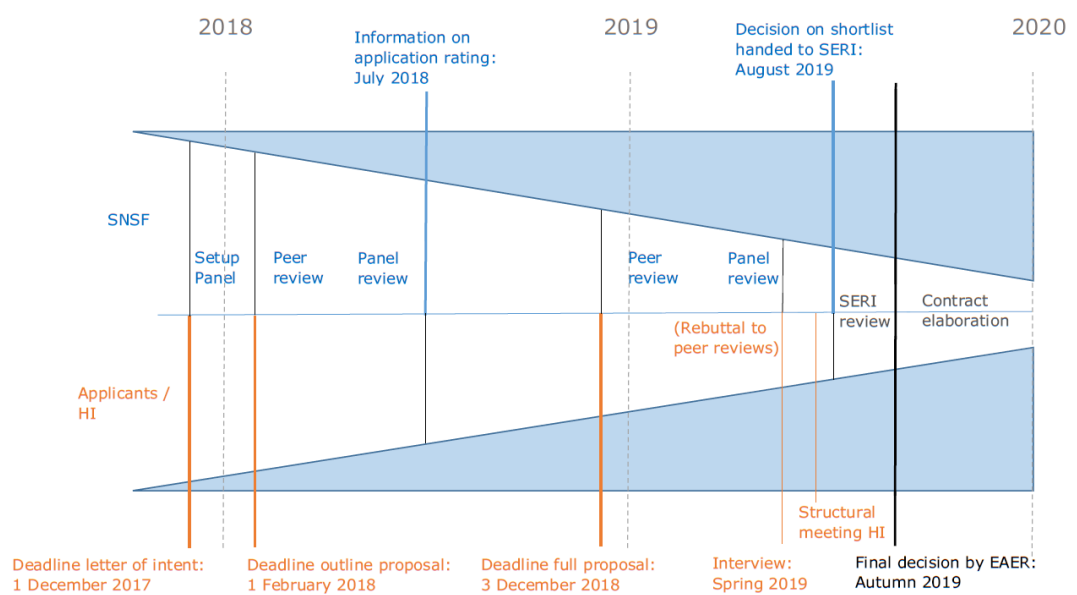 2018
2019
2020
Information on
application rating:
July 2018
Decision on shortlist
handed to SERI:
August 2019
SNSF
Setup
Panel
Peer
review
Panel
review
Peer
review
Panel
review
SERI
review
Contract
elaboration
(Rebuttal to
peer reviews)
Applicants /
HI
Structural
meeting HI
Deadline letter of intent:
1 December 2017
Deadline outline proposal:
1 February 2018
Deadline full proposal:
3 December 2018
Interview:
Spring 2019
Final decision by EAER:
Autumn 2019